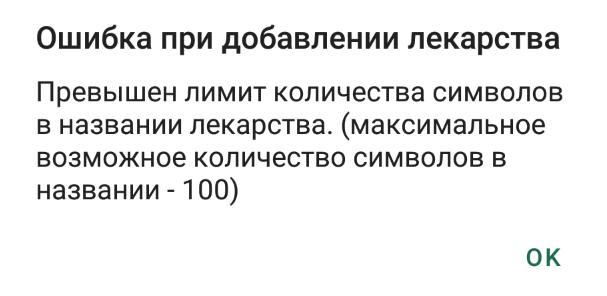 Ошибка при добавлении лекарства
Превышен лимит количества символов
в названии лекарства. (максимальное
возможное количество символов в
названии - 100)
OK